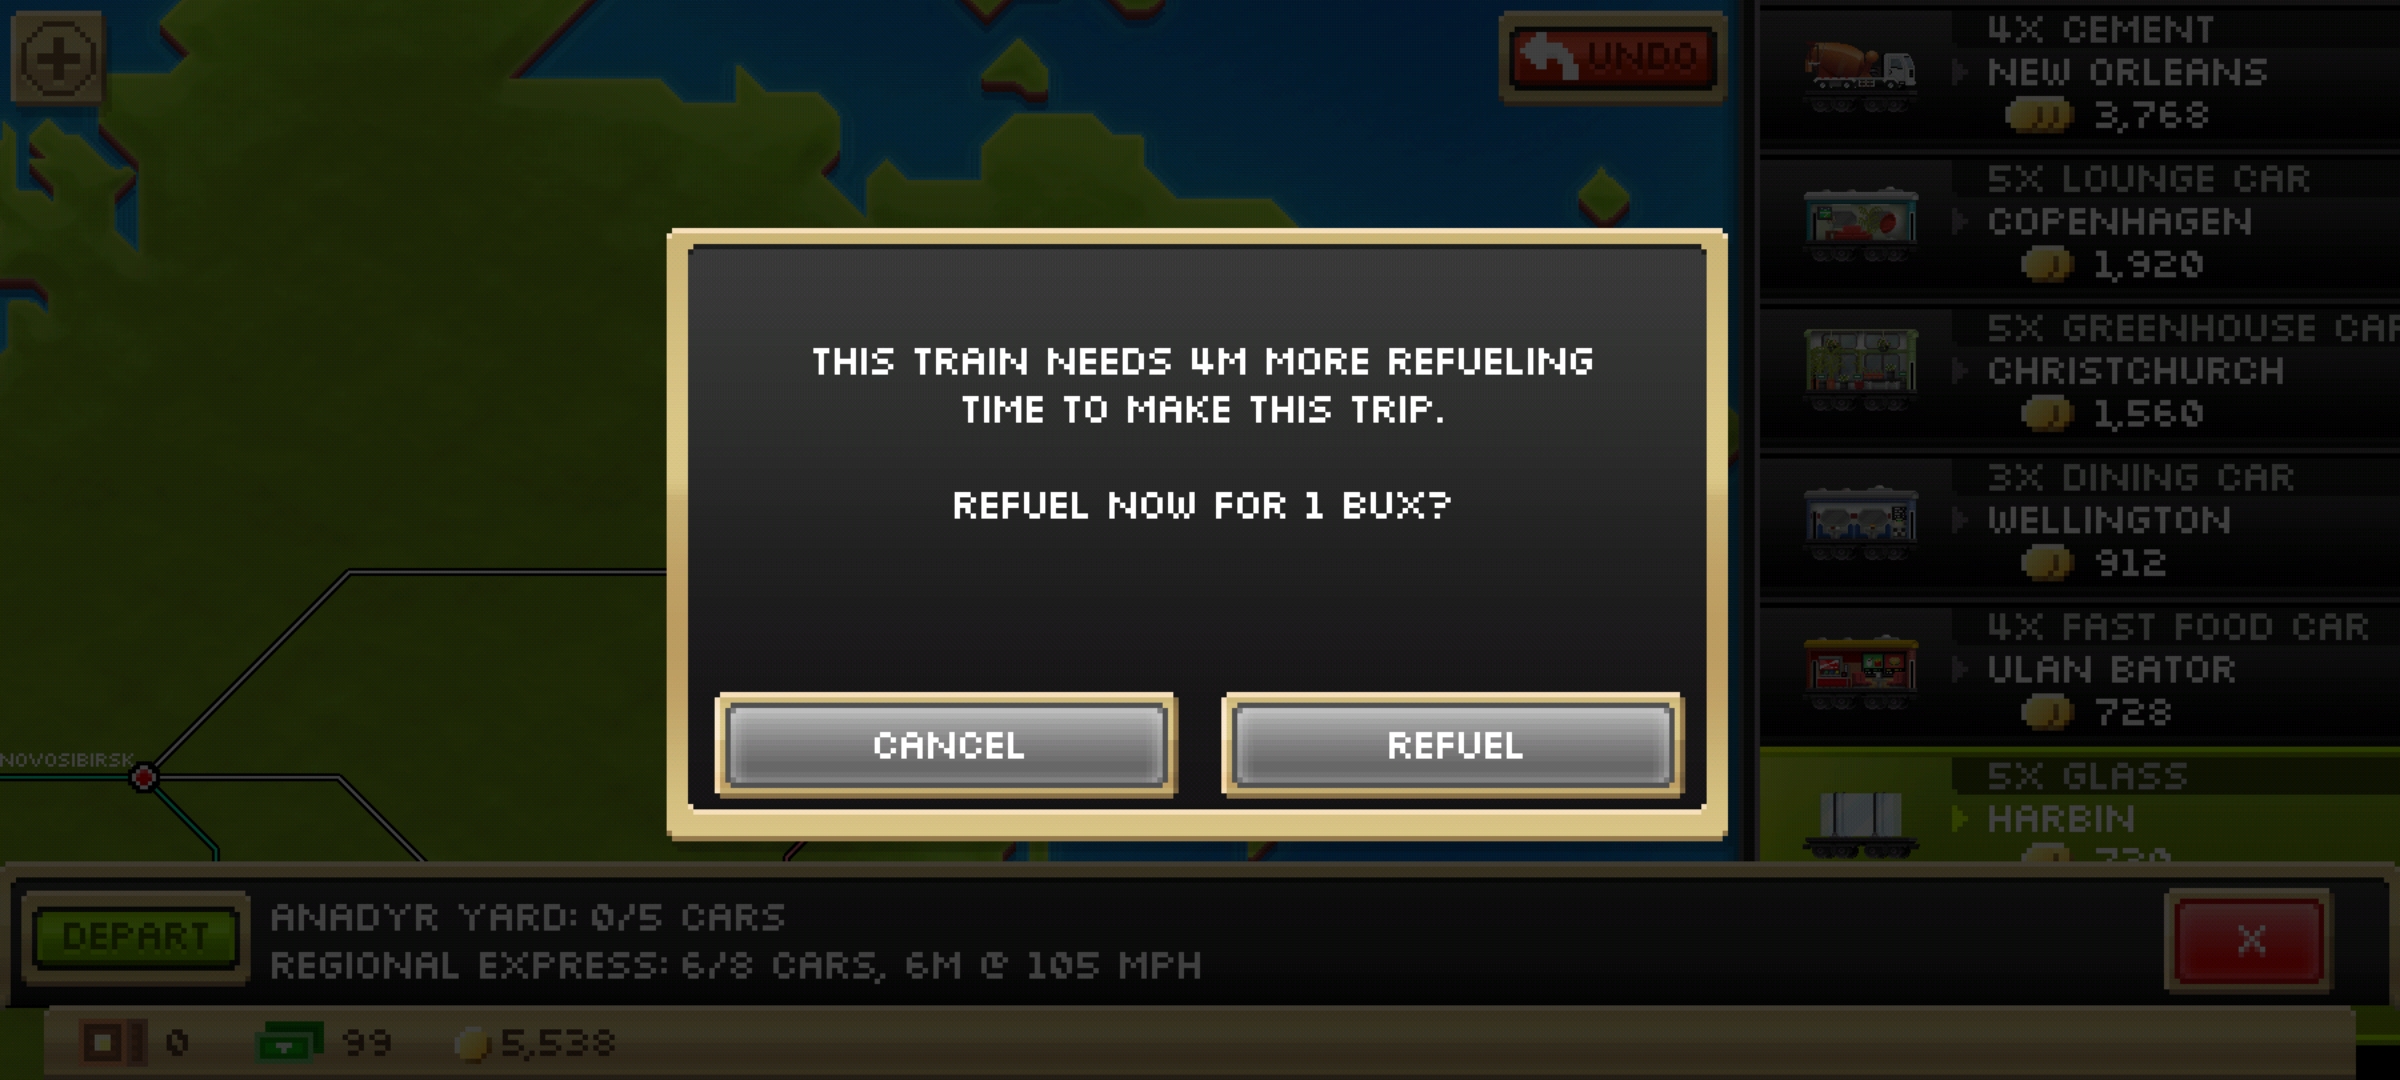 UNDO
4X CEMENT
NEW ORLEANS
3,768
5X LOUNGE CAR
COPENHAGEN
1,920
5X GREENHOUSE CAR
CHRISTCHURCH
1,560
3X DINING CAR
WELLINGTON
912
4X FAST FOOD CAR
ULAN BATOR
728
5X GLASS
HARBIN
THIS TRAIN NEEDS 4M MORE REFUELING
TIME TO MAKE THIS TRIP.
REFUEL NOW FOR 1 BUX?
CANCEL
REFUEL
NOVOSIBIRSK
DEPART
ANADYR YARD: 0/5 CARS
REGIONAL EXPRESS: 6/8 CARS, 6M @ 105 MPH
X
0
99
5,538